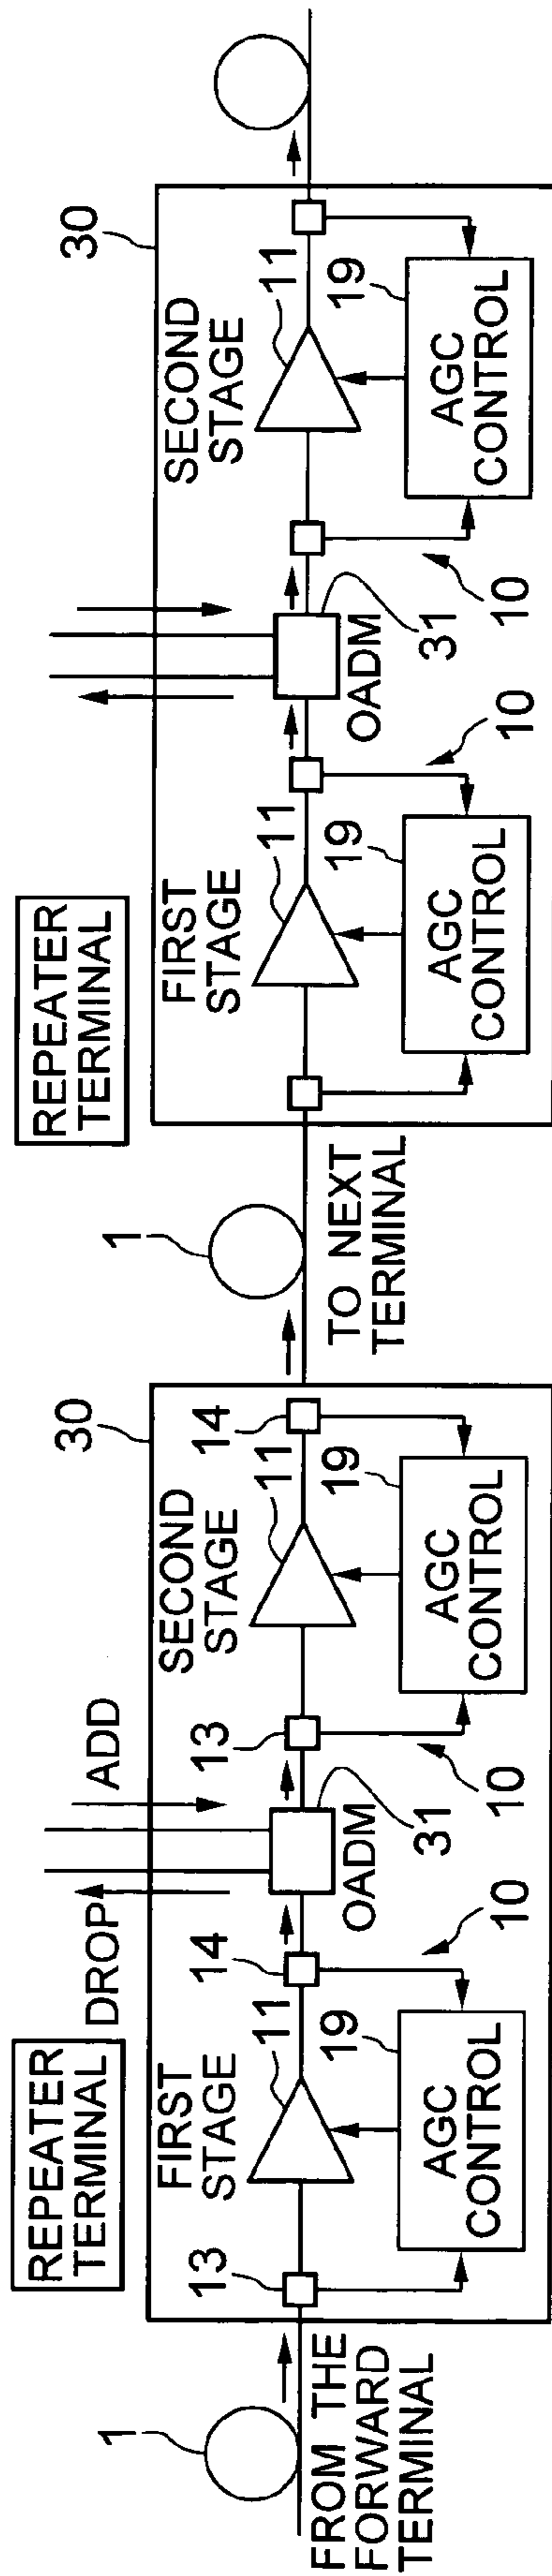 REPEATER
TERMINAL
REPEATER
TERMINAL
DROP
ADD
30
30
FIRST
STAGE
SECOND
STAGE
FIRST
STAGE
SECOND
STAGE
1
13
11
14
13
11
14
1
11
11
OADM
31
OADM
31
19
19
19
19
FROM THE
FORWARD
TERMINAL
AGC
CONTROL
10
10
AGC
CONTROL
TO NEXT
TERMINAL
AGC
CONTROL
10
10
AGC
CONTROL